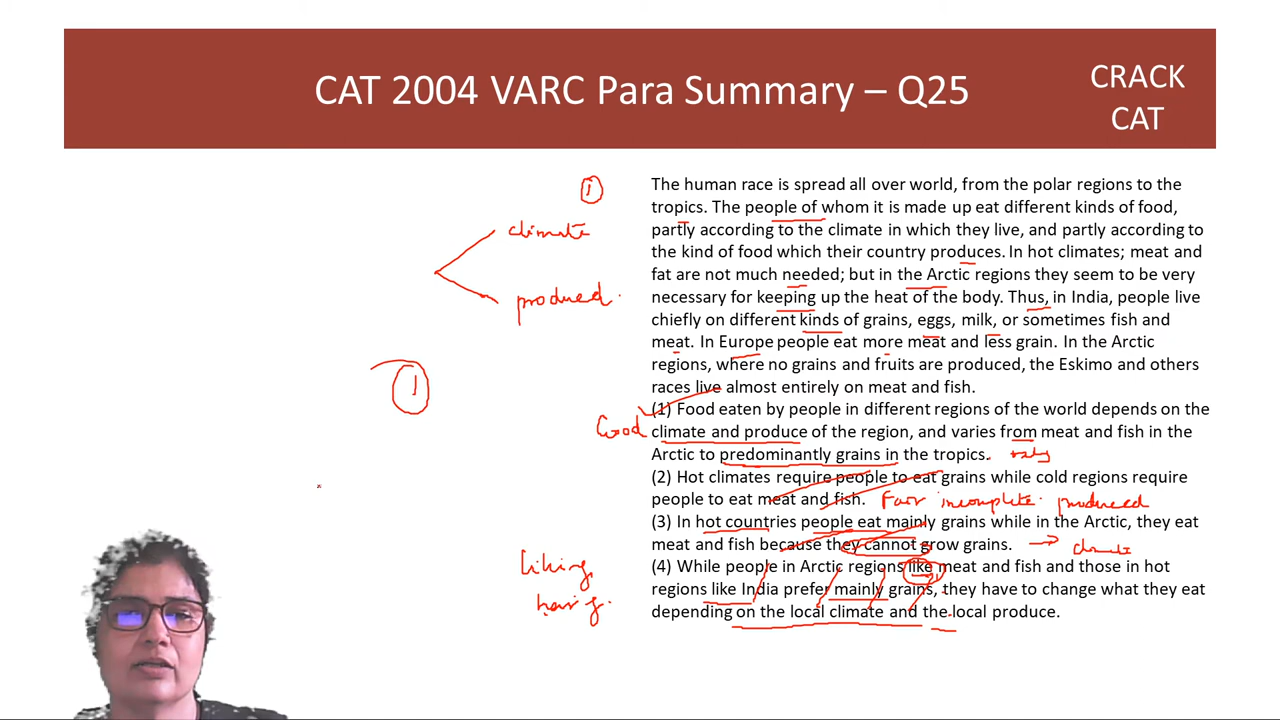 CAT 2004 VARC Para Summary – Q25
CRACK
CAT
①
climate
produced.
①
The human race is spread all over world, from the polar regions to the
tropics. The people of whom it is made up eat different kinds of food,
partly according to the climate in which they live, and partly according to
the kind of food which their country produces. In hot climates; meat and
fat are not much needed; but in the Arctic regions they seem to be very
necessary for keeping up the heat of the body. Thus, in India, people live
chiefly on different kinds of grains, eggs, milk, or sometimes fish and
meat. In Europe people eat more meat and less grain. In the Arctic
regions, where no grains and fruits are produced, the Eskimo and others
races live almost entirely on meat and fish.
(1) Food eaten by people in different regions of the world depends on the
Good
climate and produce of the region, and varies from meat and fish in the
Arctic to predominantly grains in the tropics.
(2) Hot climates require people to eat grains while cold regions require
people to eat meat and fish. Fair incomplete. produced
(3) In hot countries people eat mainly grains while in the Arctic, they eat
meat and fish because they cannot grow grains. → climate
(4) While people in Arctic regions like meat and fish and those in hot
liking
regions like India prefer mainly grains, they have to change what they eat
having.
depending on the local climate and the local produce.